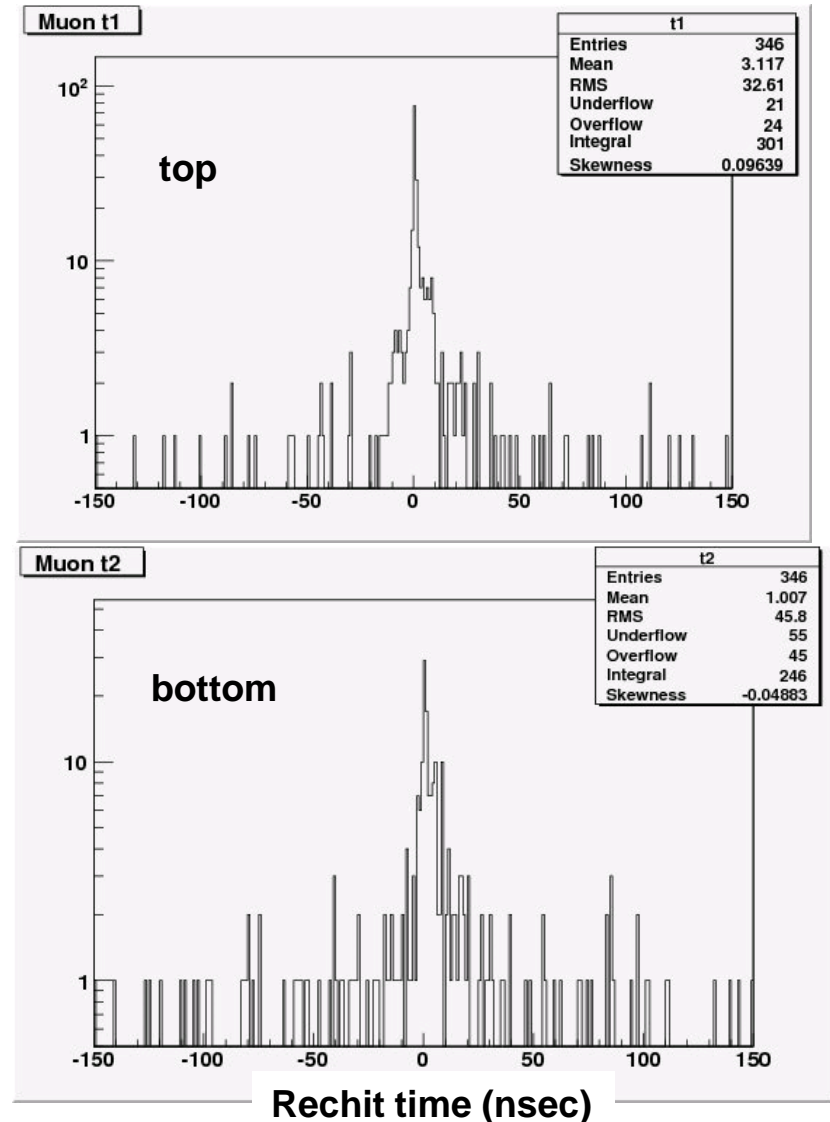 Muon t1
t1
Entries 346
Mean 3.117
RMS 32.61
Underflow 21
Overflow 24
Integral 301
Skewness 0.09639
10²
top
10
1
-150 -100 -50 0 50 100 150
Muon t2
t2
Entries 346
Mean 1.007
RMS 45.8
Underflow 55
Overflow 45
Integral 246
Skewness -0.04883
bottom
10
1
-150 -100 -50 0 50 100 150
Rechit time (nsec)